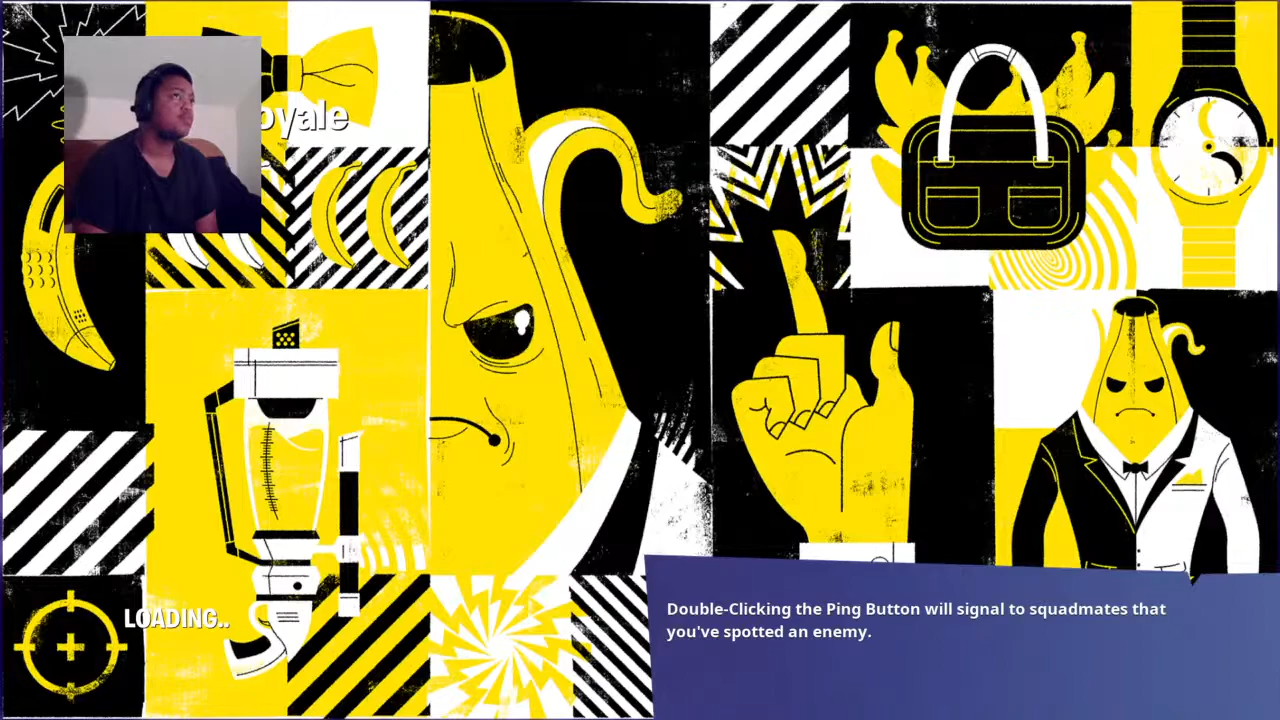 oyale
LOADING..
Double-Clicking the Ping Button will signal to squadmates that
you've spotted an enemy.